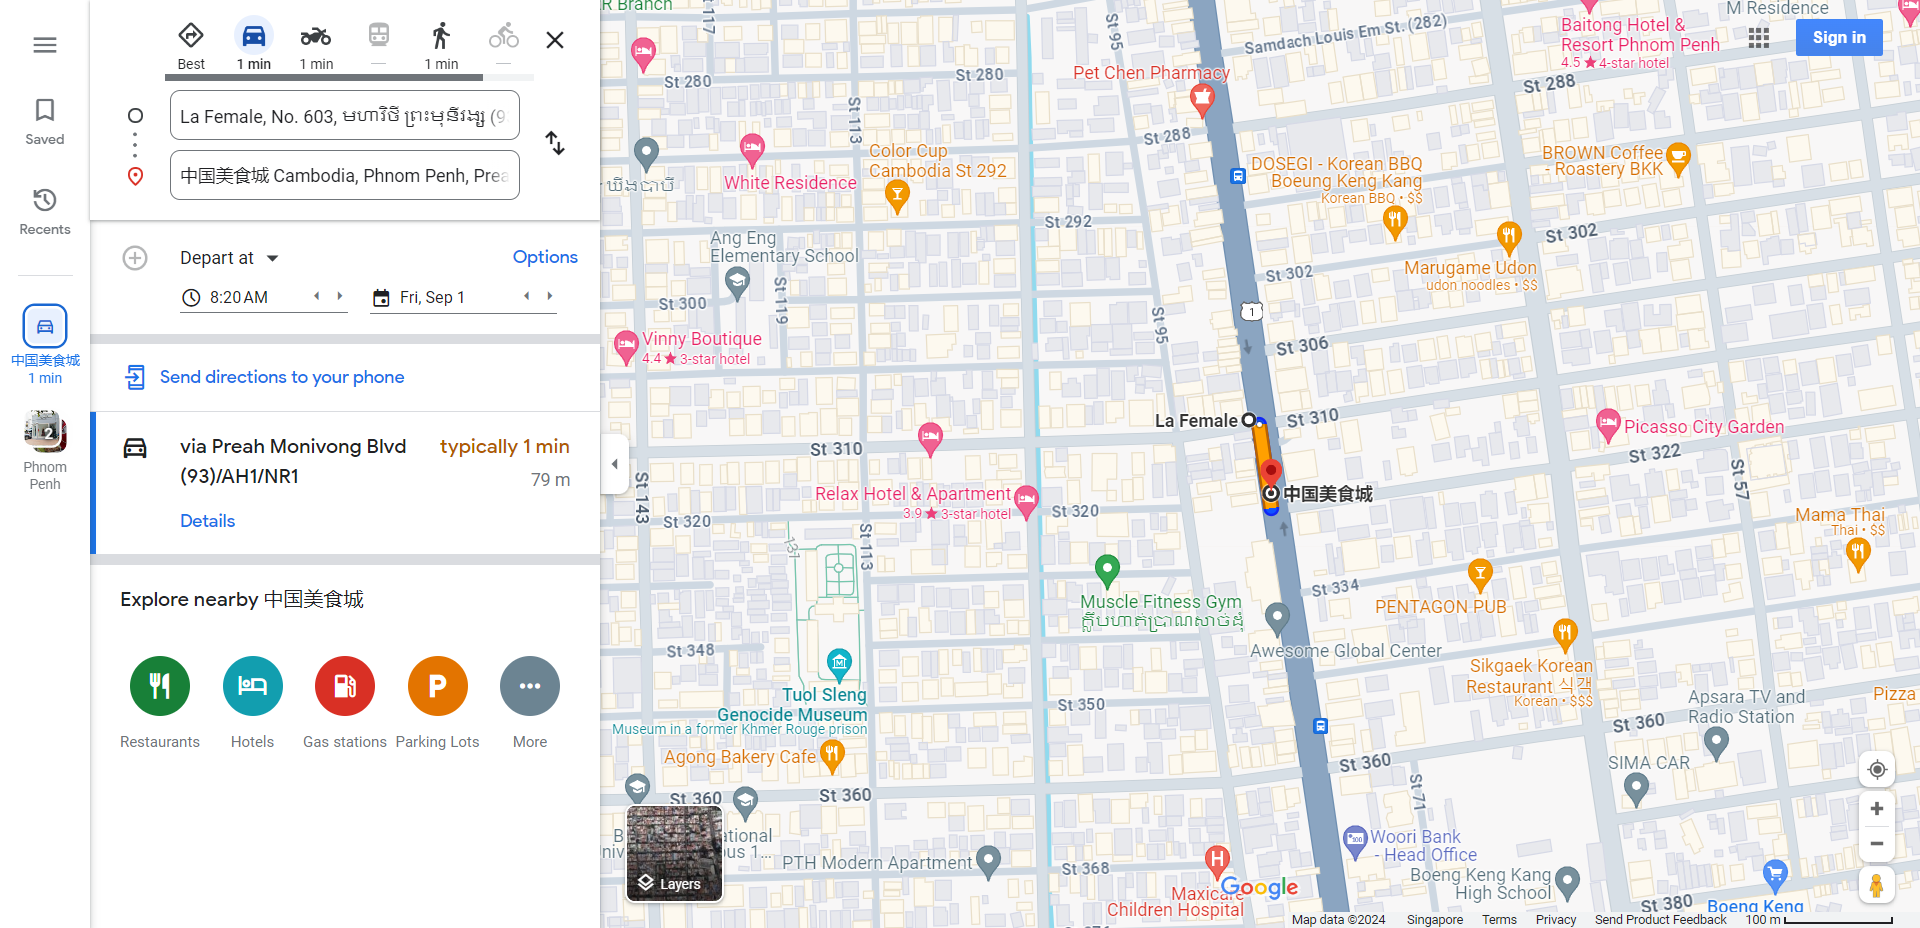 Best
1 min
1 min
—
1 min
—
La Female, No. 603, មហាវិថី ព្រះមុនីវង្ស (9
中国美食城 Cambodia, Phnom Penh, Prea
Saved
Recents
中国美食城
1 min
2
Phnom
Penh
Depart at
Options
8:20 AM
Fri, Sep 1
Send directions to your phone
via Preah Monivong Blvd
(93)/AH1/NR1
typically 1 min
79 m
Details
Explore nearby 中国美食城
Restaurants
Hotels
Gas stations
Parking Lots
More
R Branch
St 117
St 95
Samdach Louis Em St. (282)
M Residence
Baitong Hotel &
Resort Phnom Penh
4.5 ★ 4-star hotel
Sign in
St 280
St 280
Pet Chen Pharmacy
St 288
St 113
St 288
White Residence
Color Cup
Cambodia St 292
DOSEGI - Korean BBQ
Boeung Keng Kang
Korean BBQ • $$
BROWN Coffee
- Roastery BKK
St 292
St 302
Ang Eng
Elementary School
St 302
Marugame Udon
udon noodles • $$
St 300
St 119
1
St 95
Vinny Boutique
4.4 ★ 3-star hotel
St 306
La Female
St 310
Picasso City Garden
St 310
St 322
St 57
St 143
Relax Hotel & Apartment
3.9 ★ 3-star hotel
中国美食城
St 320
St 320
St 113
131
Mama Thai
Thai • $$
St 334
Muscle Fitness Gym
PENTAGON PUB
St 348
Awesome Global Center
Sikgaek Korean
Restaurant 식객
Korean • $$$
Tuol Sleng
Genocide Museum
Museum in a former Khmer Rouge prison
St 350
Apsara TV and
Radio Station
Pizza
St 360
Agong Bakery Cafe
St 360
SIMA CAR
St 71
St 360
St 360
Woori Bank
- Head Office
PTH Modern Apartment
St 368
Layers
Google
Maxicare
Children Hospital
Boeng Keng Kang
High School
St 380
Boeng Keng
Map data ©2024
Singapore
Terms
Privacy
Send Product Feedback
100 m